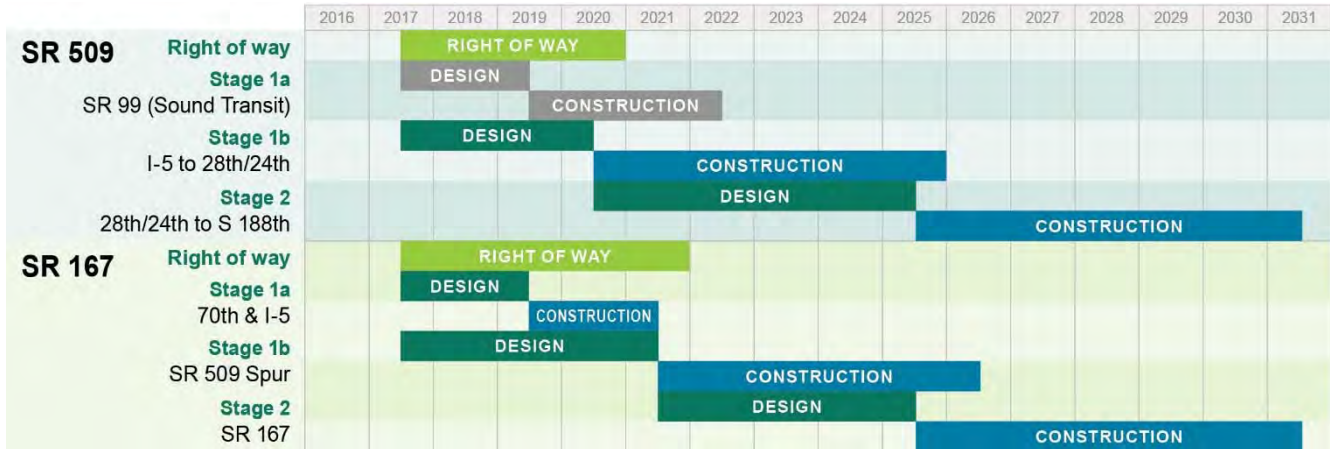 2016 2017 2018 2019 2020 2021 2022 2023 2024 2025 2026 2027 2028 2029 2030 2031
SR 509 Right of way RIGHT OF WAY
Stage 1a DESIGN
SR 99 (Sound Transit) CONSTRUCTION
Stage 1b DESIGN
I-5 to 28th/24th CONSTRUCTION
Stage 2 DESIGN
28th/24th to S 188th CONSTRUCTION
SR 167 Right of way RIGHT OF WAY
Stage 1a DESIGN
70th & I-5 CONSTRUCTION
Stage 1b DESIGN
SR 509 Spur CONSTRUCTION
Stage 2 DESIGN
SR 167 CONSTRUCTION